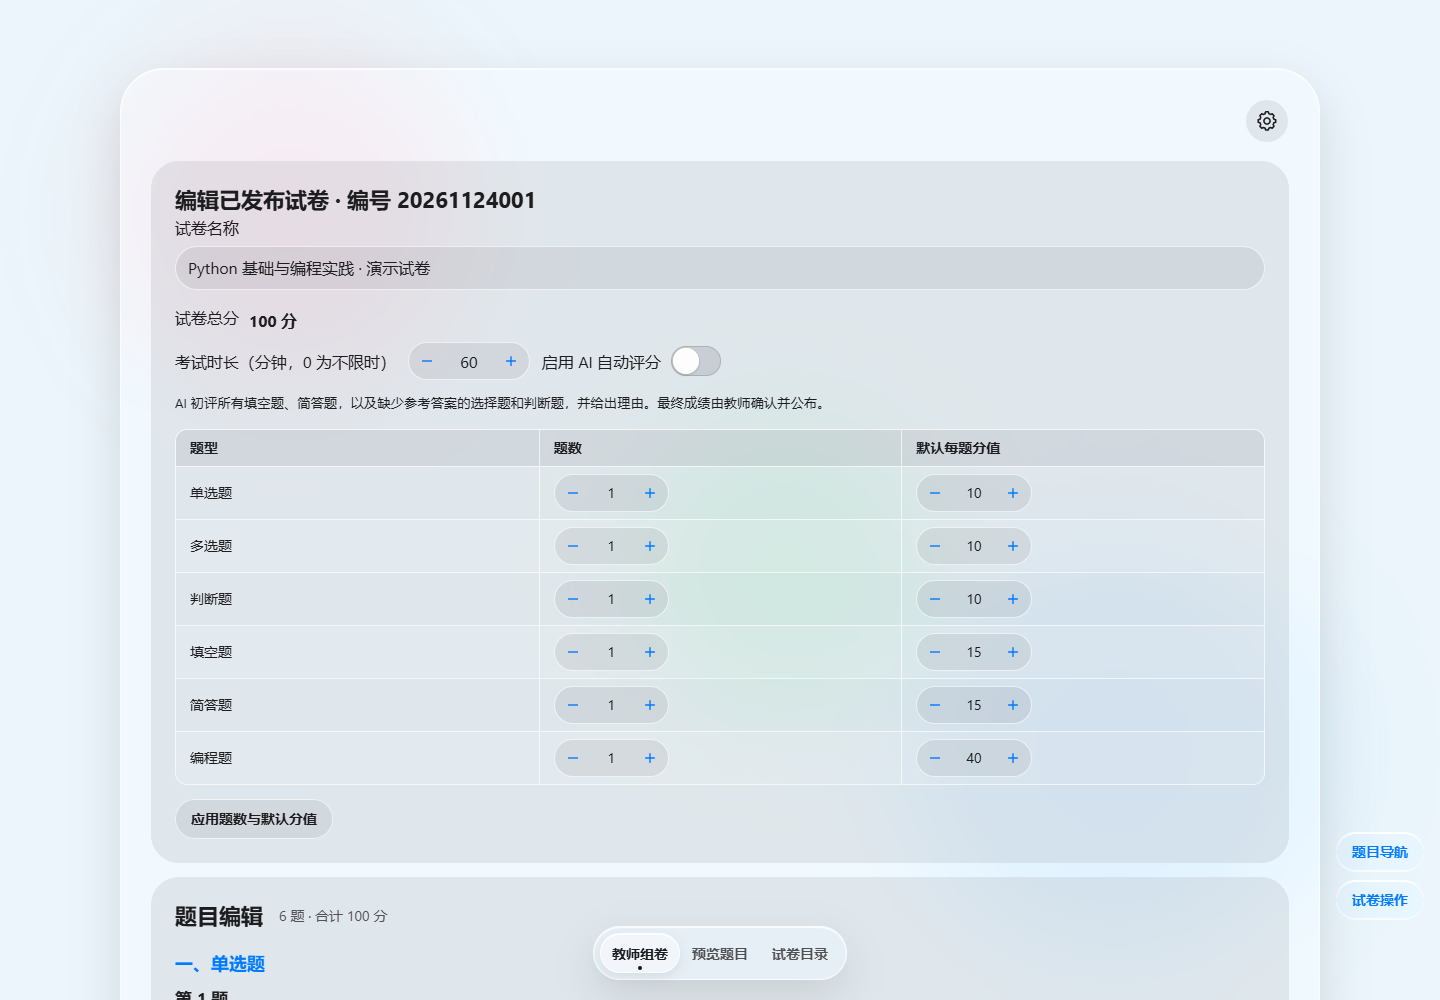 编辑已发布试卷 · 编号 20261124001
试卷名称
Python 基础与编程实践 · 演示试卷
试卷总分 100 分
考试时长（分钟，0 为不限时） − 60 + 启用 AI 自动评分
AI 初评所有填空题、简答题，以及缺少参考答案的选择题和判断题，并给出理由。最终成绩由教师确认并公布。
题型 题数 默认每题分值
单选题 − 1 + − 10 +
多选题 − 1 + − 10 +
判断题 − 1 + − 10 +
填空题 − 1 + − 15 +
简答题 − 1 + − 15 +
编程题 − 1 + − 40 +
应用题数与默认分值
题目导航
试卷操作
题目编辑 6 题 · 合计 100 分
教师组卷 预览题目 试卷目录
一、单选题
第 1 题